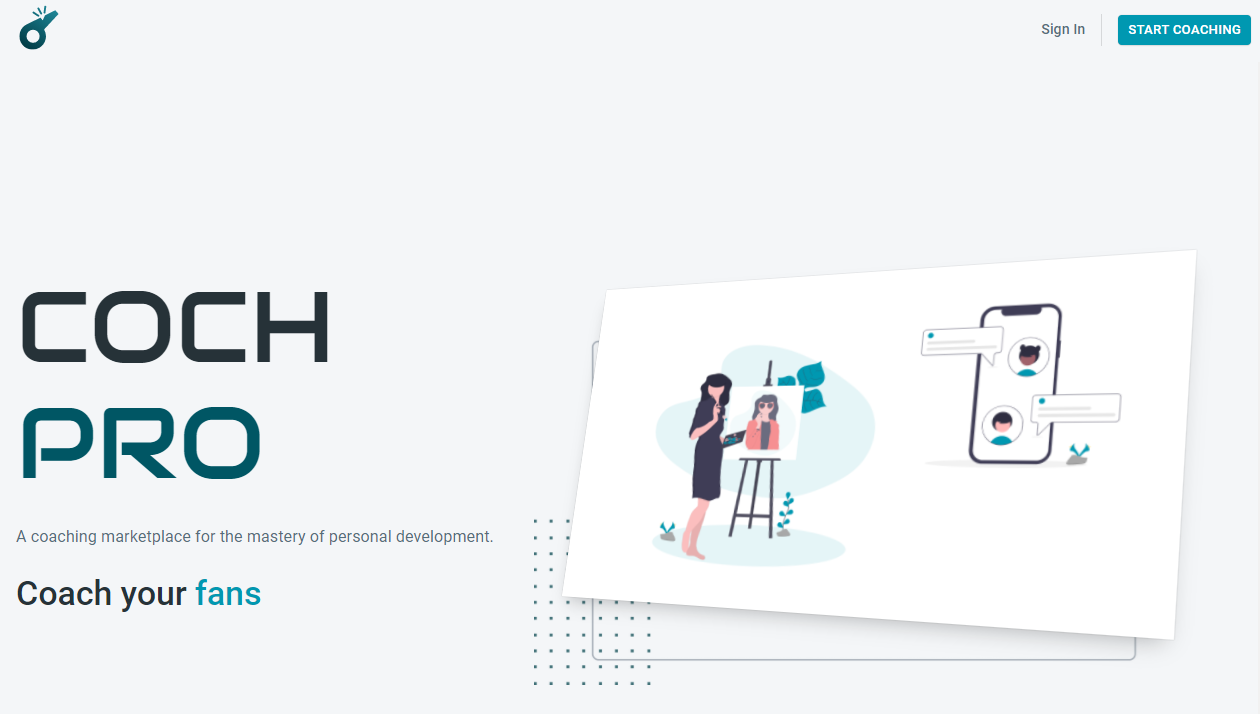 Sign In
START COACHING
COCH
PRO
A coaching marketplace for the mastery of personal development.
Coach your fans